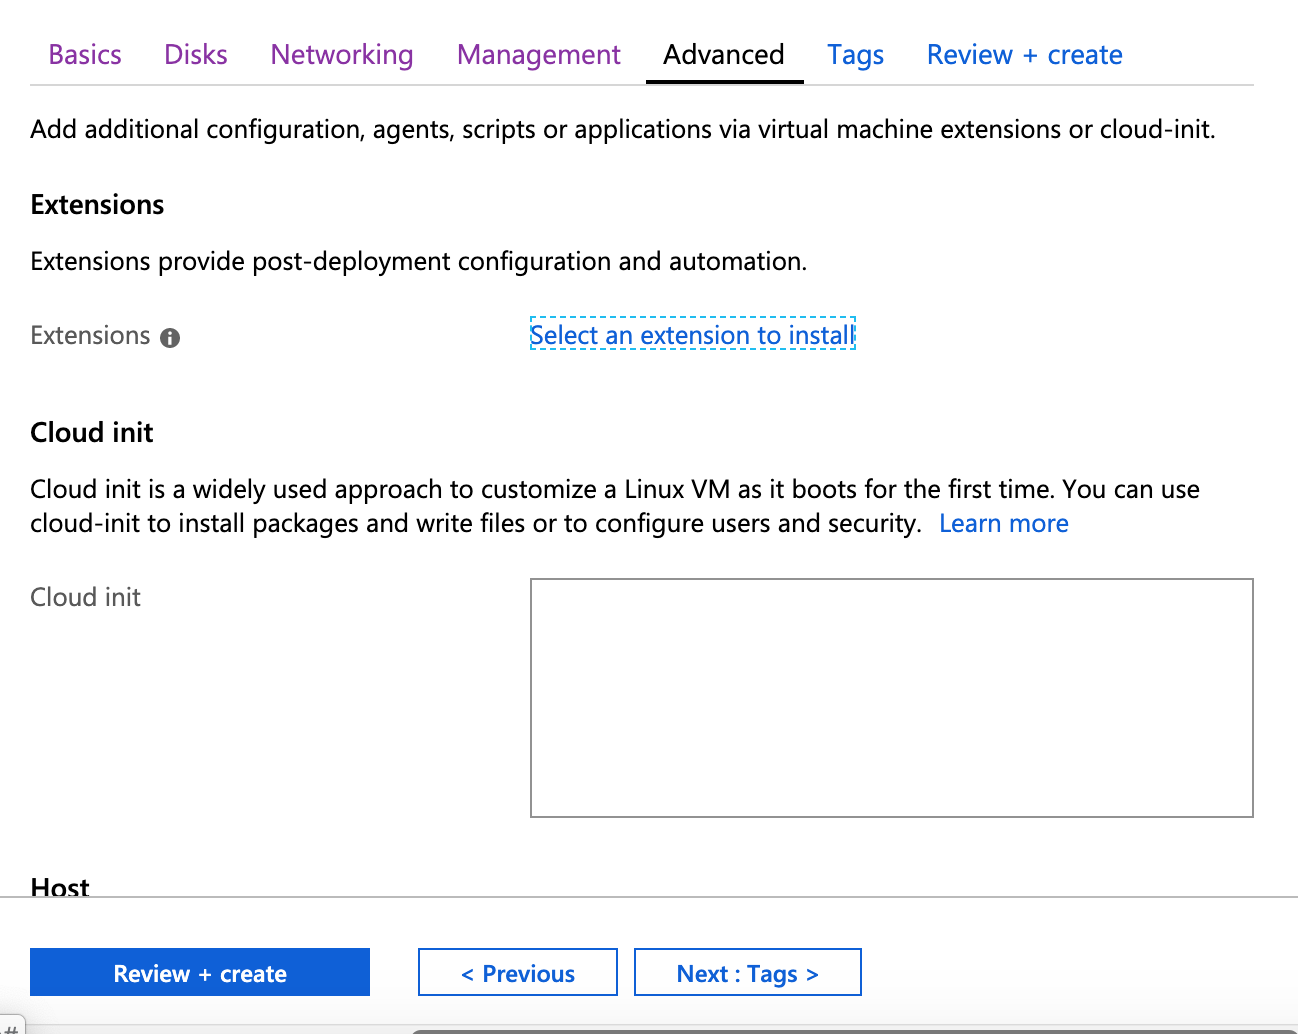 Basics Disks Networking Management Advanced Tags Review + create
Add additional configuration, agents, scripts or applications via virtual machine extensions or cloud-init.
Extensions
Extensions provide post-deployment configuration and automation.
Extensions Select an extension to install
Cloud init
Cloud init is a widely used approach to customize a Linux VM as it boots for the first time. You can use
cloud-init to install packages and write files or to configure users and security. Learn more
Cloud init
Host
Review + create < Previous Next : Tags >
#